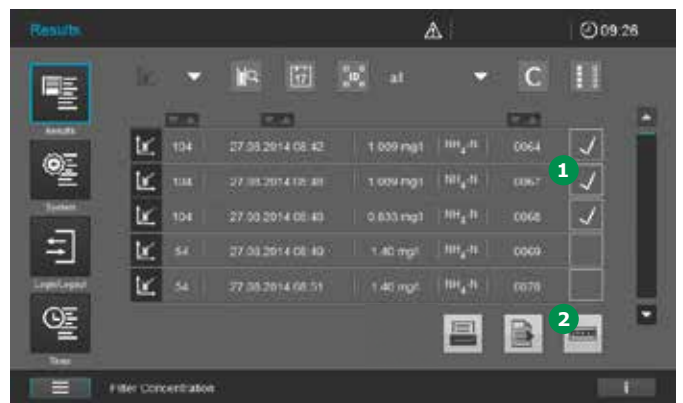 Results
09:26
17
ID
all
C
Results
104 27.08.2014 08:42 1.009 mg/l NH4-N 0064
1
104 27.08.2014 08:48 1.009 mg/l NH4-N 0067
104 27.08.2014 08:49 0.833 mg/l NH4-N 0068
System
54 27.08.2014 08:49 1.40 mg/l NH4-N 0069
Login/Logout
54 27.08.2014 08:51 1.40 mg/l NH4-N 0070
2
Timer
Filter Concentration
i